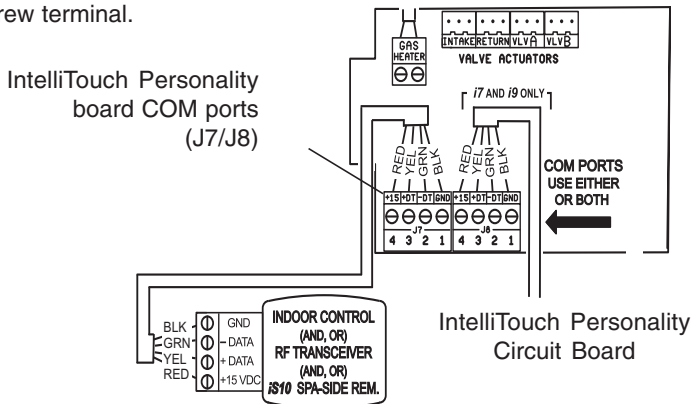 rew terminal.
IntelliTouch Personality
board COM ports
(J7/J8)
GAS
HEATER
INTAKE RETURN VLV A VLV B
VALVE ACTUATORS
i7 AND i9 ONLY
RED YEL GRN BLK
RED YEL GRN BLK
+15 +DT -DT GND +15 +DT -DT GND
J7 J8
4 3 2 1 4 3 2 1
COM PORTS
USE EITHER
OR BOTH
BLK GND
GRN - DATA
YEL + DATA
RED +15 VDC
INDOOR CONTROL
(AND, OR)
RF TRANSCEIVER
(AND, OR)
iS10 SPA-SIDE REM.
IntelliTouch Personality
Circuit Board